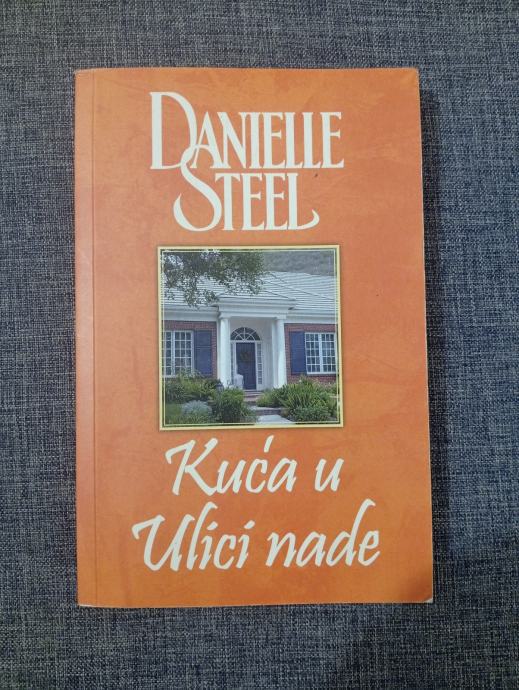 DANIELLE
STEEL
Kuća u
Ulici nade